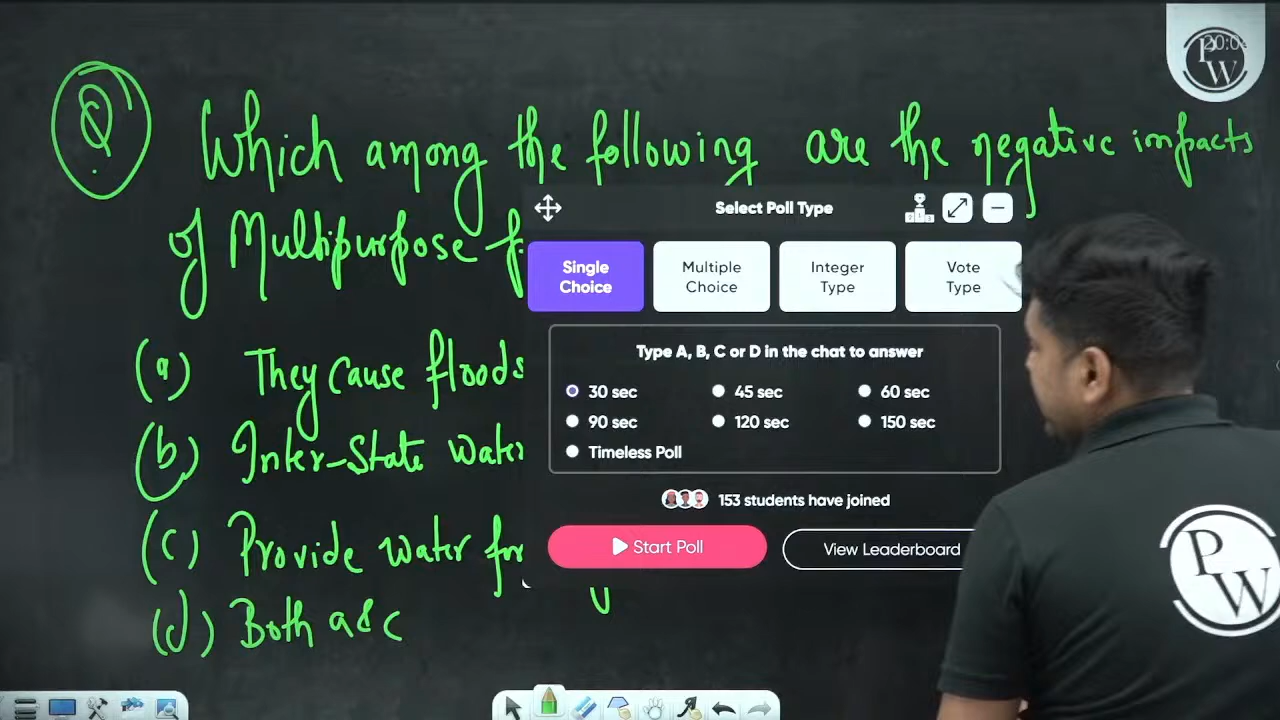 Q.
Which among the following are the negative impacts
of Multipurpose
(a) They cause floods
(b) Inter-State water
(c) Provide water for
(d) Both a & c
Select Poll Type
Single Choice
Multiple Choice
Integer Type
Vote Type
Type A, B, C or D in the chat to answer
30 sec 45 sec 60 sec
90 sec 120 sec 150 sec
Timeless Poll
153 students have joined
Start Poll
View Leaderboard
PW
PW